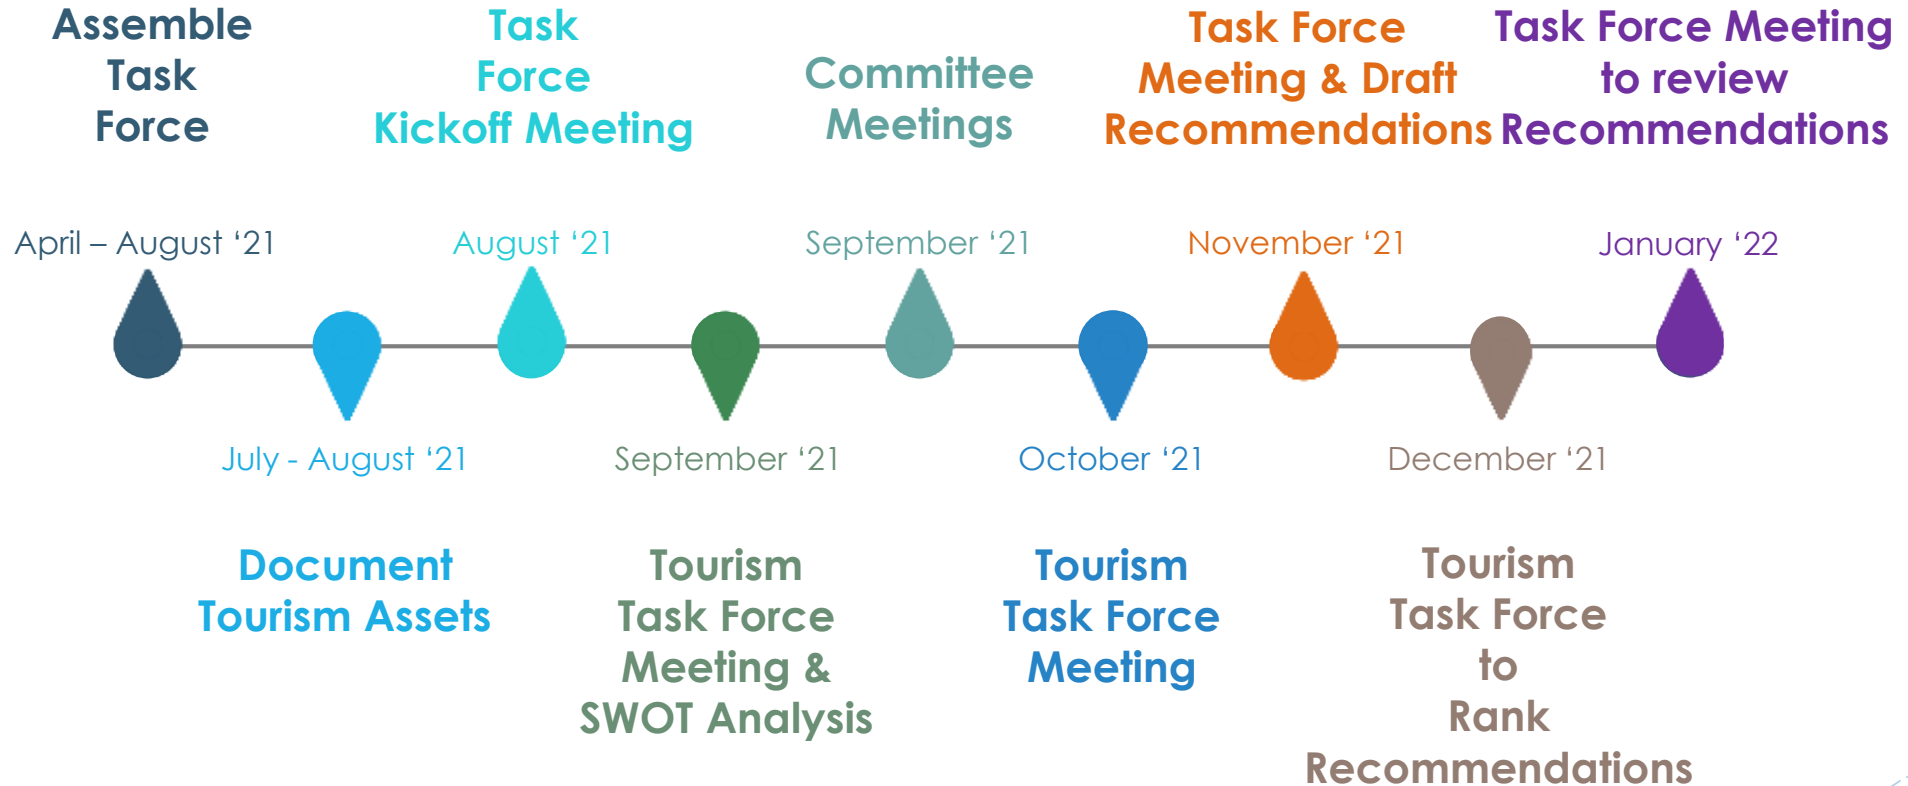 Assemble
Task
Force
April – August ‘21
Document
Tourism Assets
July - August ‘21
Task
Force
Kickoff Meeting
August ‘21
September ‘21
Tourism
Task Force
Meeting &
SWOT Analysis
Committee
Meetings
September ‘21
October ‘21
Tourism
Task Force
Meeting
Task Force
Meeting & Draft
Recommendations
November ‘21
December ‘21
Tourism
Task Force
to
Rank
Recommendations
Task Force Meeting
to review
Recommendations
January ‘22